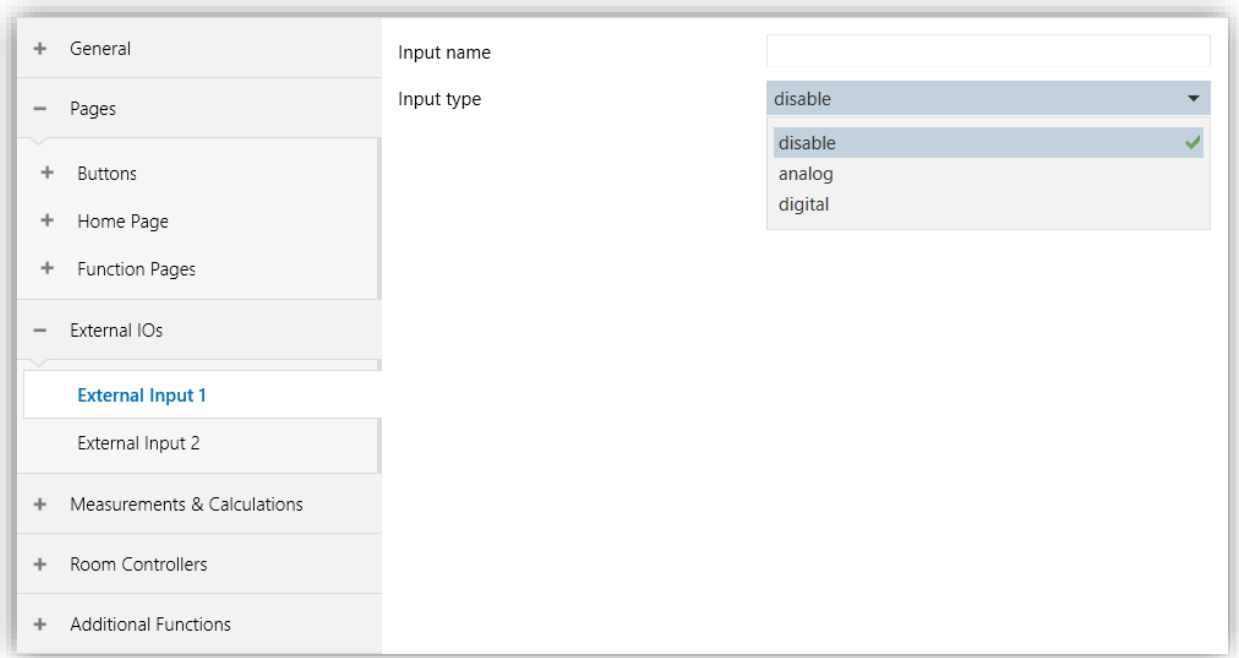 General
Pages
Buttons
Home Page
Function Pages
External IOs
External Input 1
External Input 2
Measurements & Calculations
Room Controllers
Additional Functions
Input name
Input type
disable
disable
analog
digital